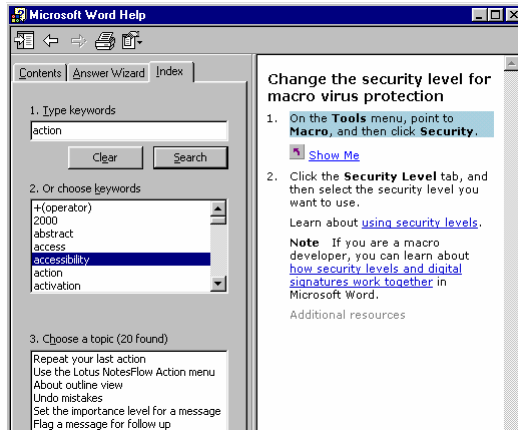 Microsoft Word Help
Contents Answer Wizard Index
1. Type keywords
action
Clear Search
2. Or choose keywords
+(operator)
2000
abstract
access
accessibility
action
activation
3. Choose a topic (20 found)
Repeat your last action
Use the Lotus NotesFlow Action menu
About outline view
Undo mistakes
Set the importance level for a message
Flag a message for follow up
Change the security level for
macro virus protection
1. On the Tools menu, point to
Macro, and then click Security.
Show Me
2. Click the Security Level tab, and
then select the security level you
want to use.
Learn about using security levels.
Note If you are a macro
developer, you can learn about
how security levels and digital
signatures work together in
Microsoft Word.
Additional resources